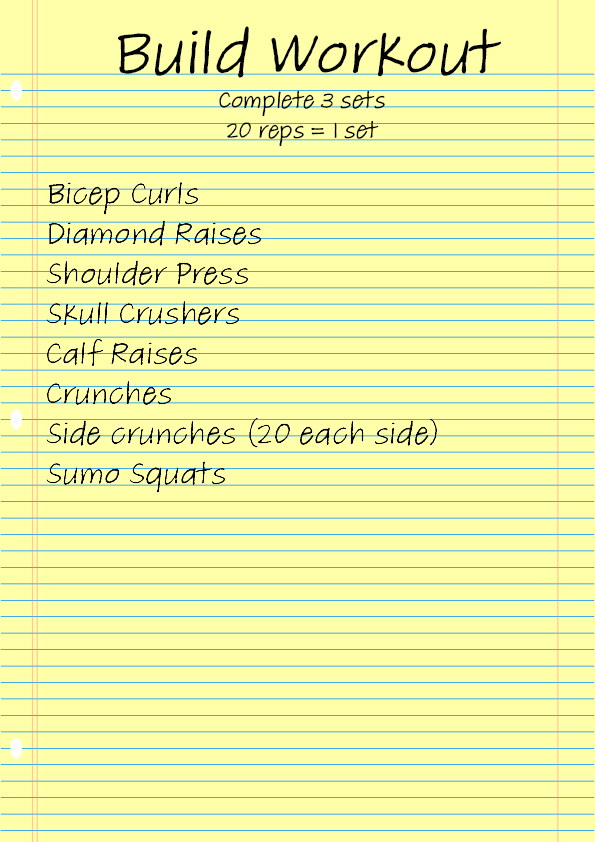 Build Workout
Complete 3 sets
20 reps = 1 set
Bicep Curls
Diamond Raises
Shoulder Press
Skull Crushers
Calf Raises
Crunches
Side crunches (20 each side)
Sumo Squats